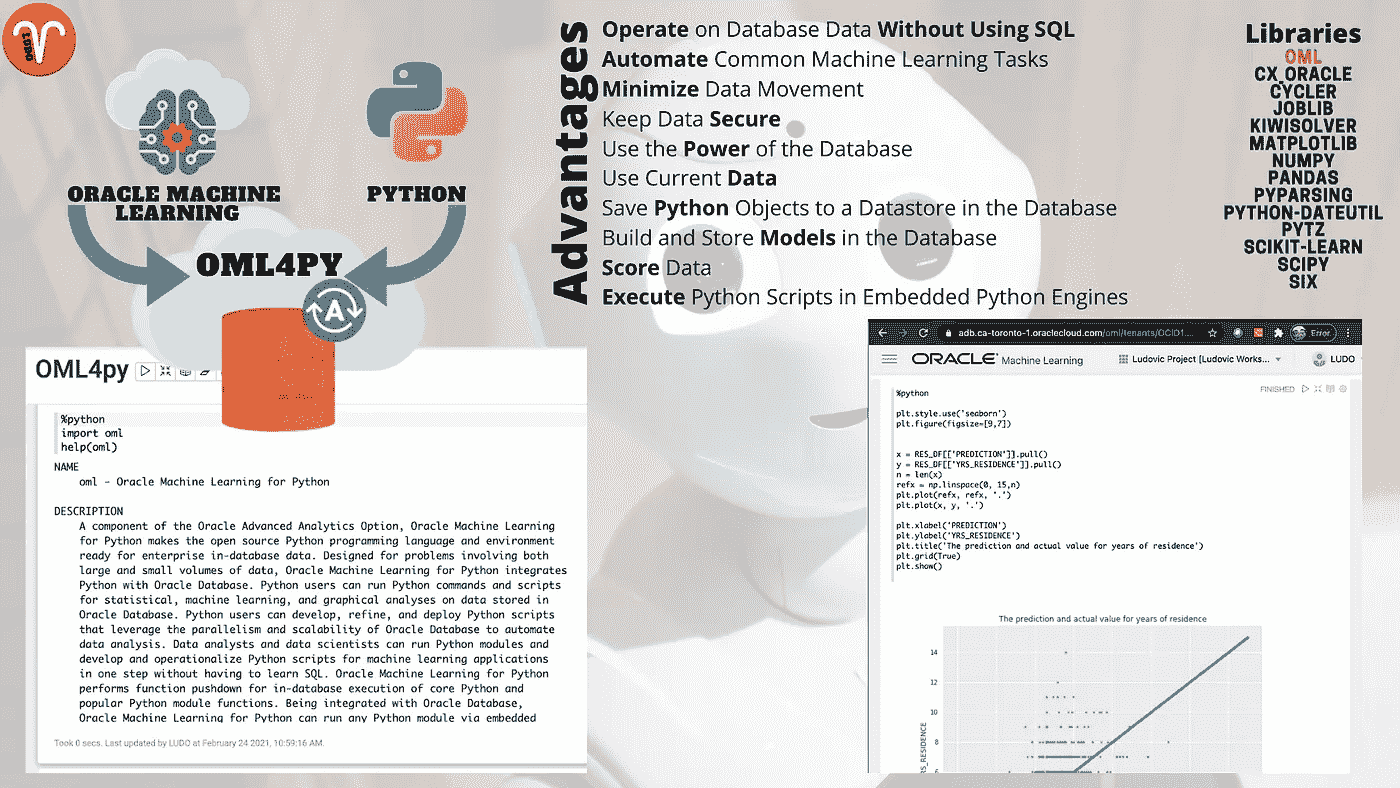 LUDO
ORACLE MACHINE
LEARNING
PYTHON
OML4PY
A
Advantages
Operate on Database Data Without Using SQL
Automate Common Machine Learning Tasks
Minimize Data Movement
Keep Data Secure
Use the Power of the Database
Use Current Data
Save Python Objects to a Datastore in the Database
Build and Store Models in the Database
Score Data
Execute Python Scripts in Embedded Python Engines
Libraries
OML
CX_ORACLE
CYCLER
JOBLIB
KIWISOLVER
MATPLOTLIB
NUMPY
PANDAS
PYPARSING
PYTHON-DATEUTIL
PYTZ
SCIKIT-LEARN
SCIPY
SIX
OML4py
%python
import oml
help(oml)
NAME
oml - Oracle Machine Learning for Python
DESCRIPTION
A component of the Oracle Advanced Analytics Option, Oracle Machine Learning
for Python makes the open source Python programming language and environment
ready for enterprise in-database data. Designed for problems involving both
large and small volumes of data, Oracle Machine Learning for Python integrates
Python with Oracle Database. Python users can run Python commands and scripts
for statistical, machine learning, and graphical analyses on data stored in
Oracle Database. Python users can develop, refine, and deploy Python scripts
that leverage the parallelism and scalability of Oracle Database to automate
data analysis. Data analysts and data scientists can run Python modules and
develop and operationalize Python scripts for machine learning applications
in one step without having to learn SQL. Oracle Machine Learning for Python
performs function pushdown for in-database execution of core Python and
popular Python module functions. Being integrated with Oracle Database,
Oracle Machine Learning for Python can run any Python module via embedded
Took 0 secs. Last updated by LUDO at February 24 2021, 10:59:16 AM.
adb.ca-toronto-1.oraclecloud.com/oml/tenants/OCID1....
Error
ORACLE Machine Learning
Ludovic Project [Ludovic Works...
LUDO
FINISHED
%python
plt.style.use('seaborn')
plt.figure(figsize=[9,7])
x = RES_DF[['PREDICTION']].pull()
y = RES_DF[['YRS_RESIDENCE']].pull()
n = len(x)
refx = np.linspace(0, 15,n)
plt.plot(refx, refx, '.')
plt.plot(x, y, '.')
plt.xlabel('PREDICTION')
plt.ylabel('YRS_RESIDENCE')
plt.title('The prediction and actual value for years of residence')
plt.grid(True)
plt.show()
The prediction and actual value for years of residence
14
12
10
8
6
RS_RESIDENCE